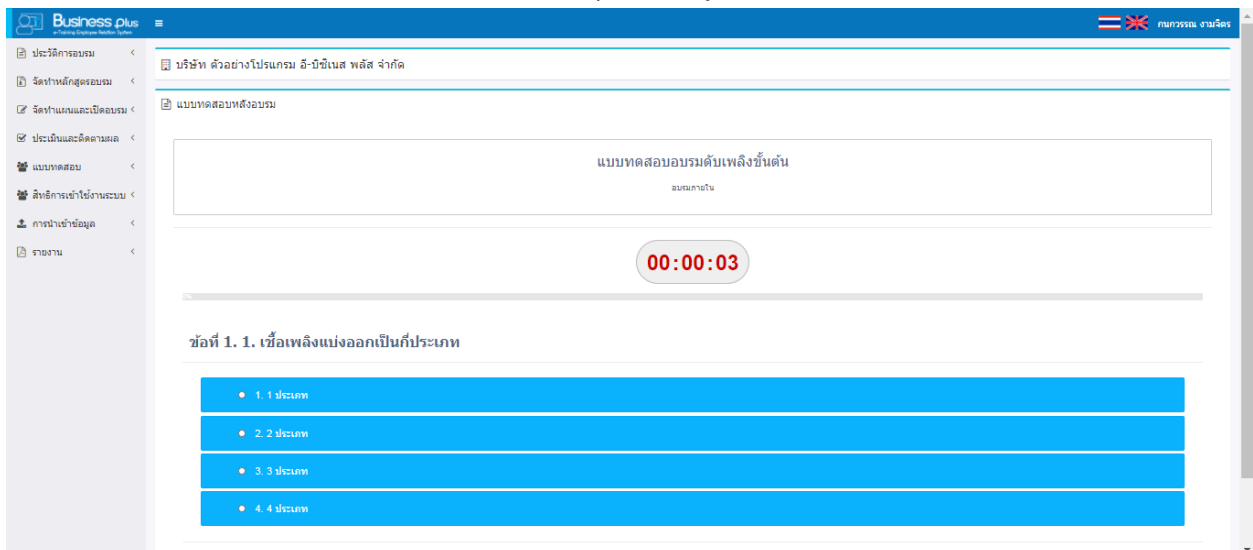 Business plus
e-Training Employee Relation System
กนกวรรณ งามจิตร
ประวัติการอบรม
จัดทำหลักสูตรอบรม
จัดทำแผนและเปิดอบรม
ประเมินและติดตามผล
แบบทดสอบ
สิทธิการเข้าใช้งานระบบ
การนำเข้าข้อมูล
รายงาน
บริษัท ตัวอย่างโปรแกรม อี-บิซิเนส พลัส จำกัด
แบบทดสอบหลังอบรม
แบบทดสอบอบรมดับเพลิงขั้นต้น
อบรมภายใน
00:00:03
ข้อที่ 1. 1. เชื้อเพลิงแบ่งออกเป็นกี่ประเภท
1. 1 ประเภท
2. 2 ประเภท
3. 3 ประเภท
4. 4 ประเภท